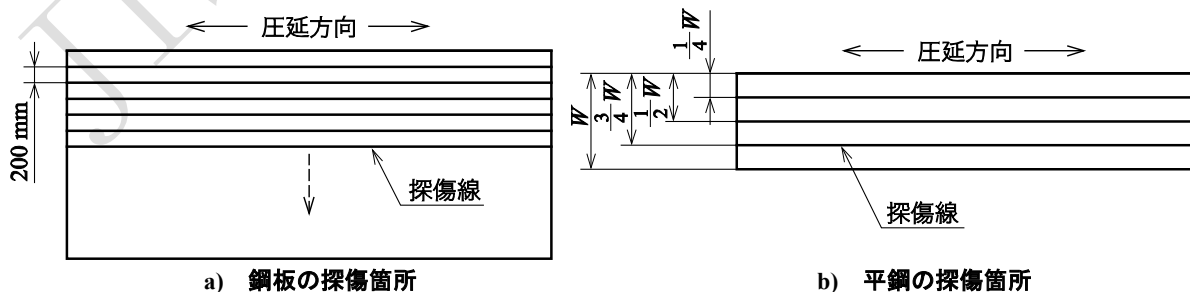 圧延方向
200 mm
探傷線
a) 鋼板の探傷箇所
圧延方向
W
3/4 W
1/2 W
1/4 W
探傷線
b) 平鋼の探傷箇所